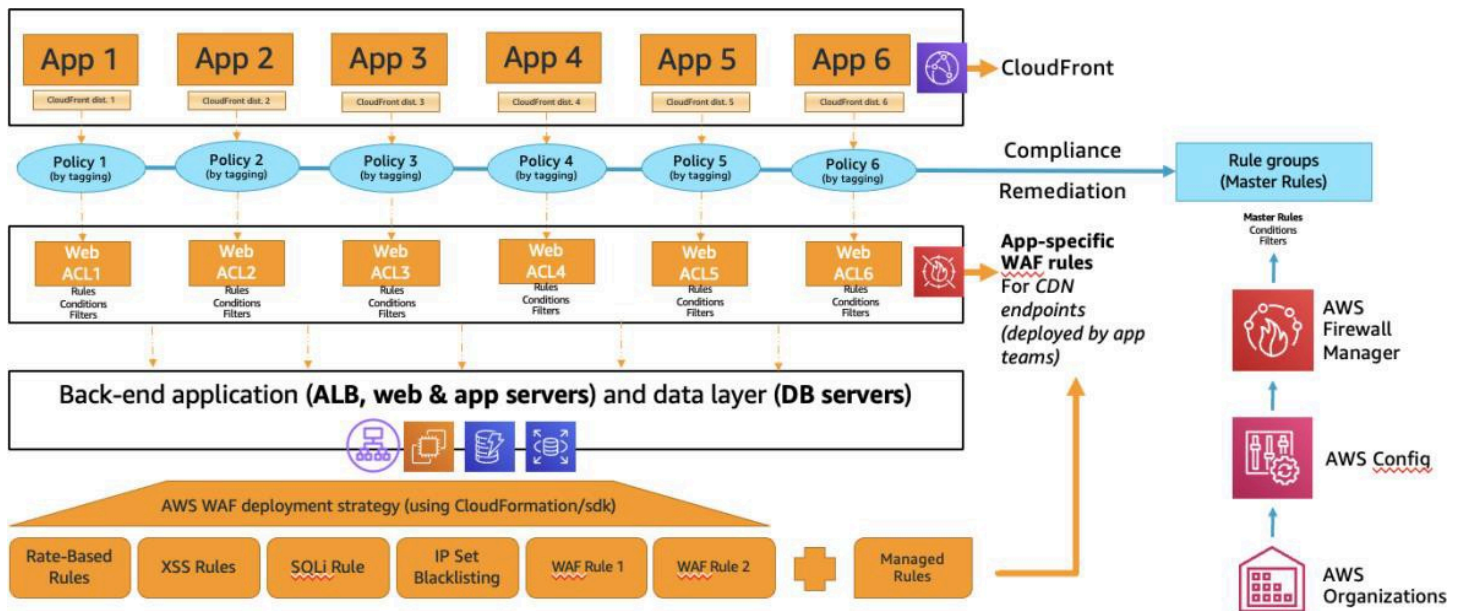 App 1
App 2
App 3
App 4
App 5
App 6
CloudFront dist. 1
CloudFront dist. 2
CloudFront dist. 3
CloudFront dist. 4
CloudFront dist. 5
CloudFront dist. 6
CloudFront
Policy 1
(by tagging)
Policy 2
(by tagging)
Policy 3
(by tagging)
Policy 4
(by tagging)
Policy 5
(by tagging)
Policy 6
(by tagging)
Compliance
Remediation
Rule groups
(Master Rules)
Master Rules
Conditions
Filters
Web
ACL1
Rules
Conditions
Filters
Web
ACL2
Rules
Conditions
Filters
Web
ACL3
Rules
Conditions
Filters
Web
ACL4
Rules
Conditions
Filters
Web
ACL5
Rules
Conditions
Filters
Web
ACL6
Rules
Conditions
Filters
App-specific
WAF rules
For CDN
endpoints
(deployed by app
teams)
AWS
Firewall
Manager
Back-end application (ALB, web & app servers) and data layer (DB servers)
AWS Config
AWS WAF deployment strategy (using CloudFormation/sdk)
Rate-Based
Rules
XSS Rules
SQLi Rule
IP Set
Blacklisting
WAF Rule 1
WAF Rule 2
Managed
Rules
AWS
Organizations